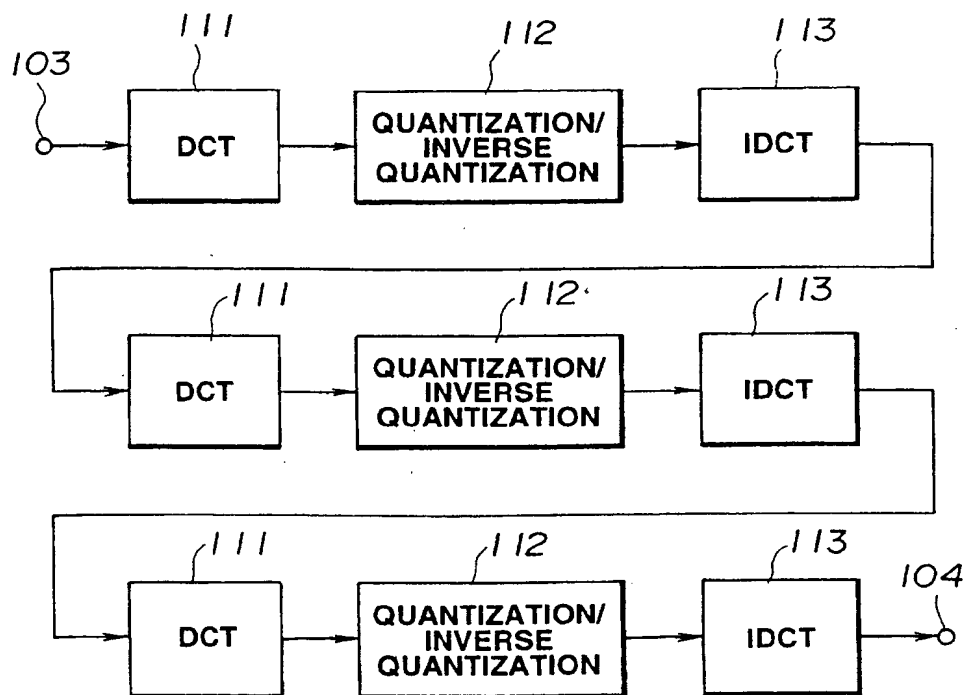 111
112
113
103
DCT
QUANTIZATION/
INVERSE
QUANTIZATION
IDCT
111
112
113
DCT
QUANTIZATION/
INVERSE
QUANTIZATION
IDCT
111
112
113
104
DCT
QUANTIZATION/
INVERSE
QUANTIZATION
IDCT